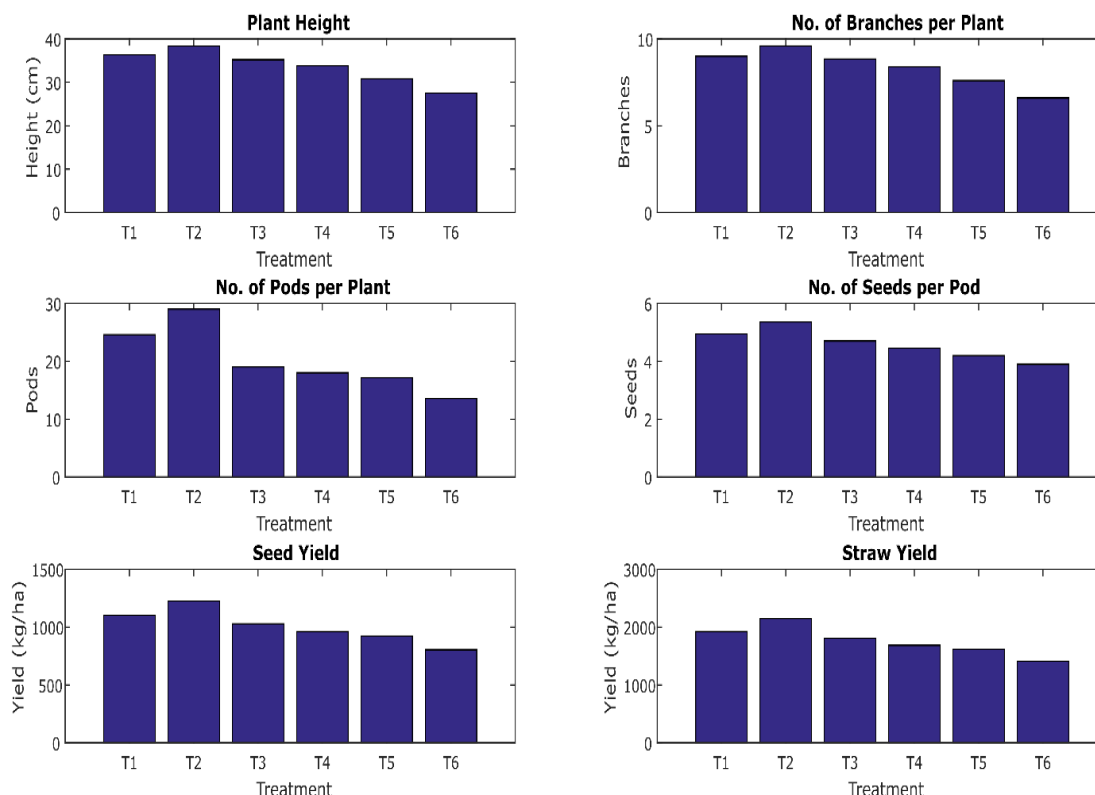 Plant Height
Height (cm)
40
30
20
10
0
T1 T2 T3 T4 T5 T6
Treatment
No. of Branches per Plant
Branches
10
5
0
T1 T2 T3 T4 T5 T6
Treatment
No. of Pods per Plant
Pods
30
20
10
0
T1 T2 T3 T4 T5 T6
Treatment
No. of Seeds per Pod
Seeds
6
4
2
0
T1 T2 T3 T4 T5 T6
Treatment
Seed Yield
Yield (kg/ha)
1500
1000
500
0
T1 T2 T3 T4 T5 T6
Treatment
Straw Yield
Yield (kg/ha)
3000
2000
1000
0
T1 T2 T3 T4 T5 T6
Treatment